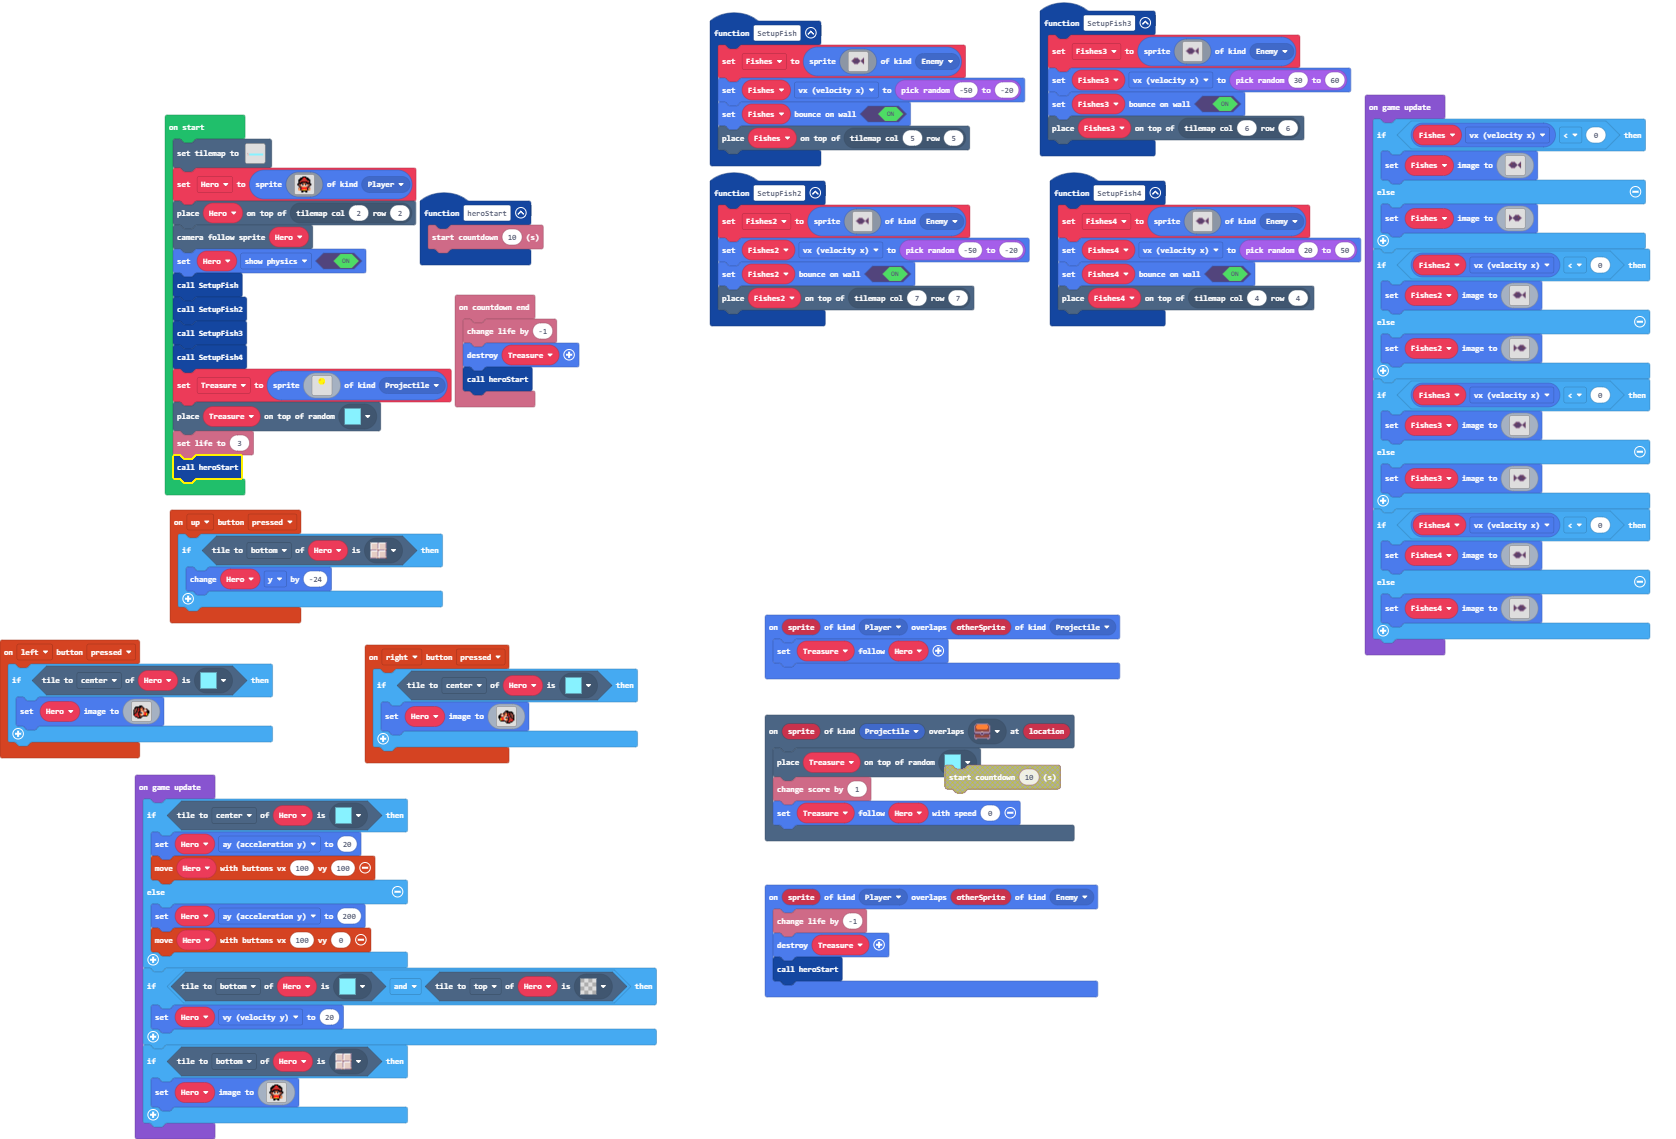 on start
set tilemap to
set Hero to sprite of kind Player
place Hero on top of tilemap col 2 row 2
camera follow sprite Hero
set Hero show physics ON
call SetupFish
call SetupFish2
call SetupFish3
call SetupFish4
set Treasure to sprite of kind Projectile
place Treasure on top of random
set life to 3
call heroStart
function heroStart
start countdown 10 (s)
on countdown end
change life by -1
destroy Treasure
call heroStart
on up button pressed
if tile to bottom of Hero is then
change Hero y by -24
on left button pressed
if tile to center of Hero is then
set Hero image to
on right button pressed
if tile to center of Hero is then
set Hero image to
on game update
if tile to center of Hero is then
set Hero ay (acceleration y) to 20
move Hero with buttons vx 100 vy 100
else
set Hero ay (acceleration y) to 200
move Hero with buttons vx 100 vy 0
if tile to bottom of Hero is and tile to top of Hero is then
set Hero vy (velocity y) to 20
if tile to bottom of Hero is then
set Hero image to
function SetupFish
set Fishes to sprite of kind Enemy
set Fishes vx (velocity x) to pick random -50 to -20
set Fishes bounce on wall ON
place Fishes on top of tilemap col 5 row 5
function SetupFish3
set Fishes3 to sprite of kind Enemy
set Fishes3 vx (velocity x) to pick random 30 to 60
set Fishes3 bounce on wall ON
place Fishes3 on top of tilemap col 6 row 6
function SetupFish2
set Fishes2 to sprite of kind Enemy
set Fishes2 vx (velocity x) to pick random -50 to -20
set Fishes2 bounce on wall ON
place Fishes2 on top of tilemap col 7 row 7
function SetupFish4
set Fishes4 to sprite of kind Enemy
set Fishes4 vx (velocity x) to pick random 20 to 50
set Fishes4 bounce on wall ON
place Fishes4 on top of tilemap col 4 row 4
on sprite of kind Player overlaps otherSprite of kind Projectile
set Treasure follow Hero
on sprite of kind Projectile overlaps at location
place Treasure on top of random
start countdown 10 (s)
change score by 1
set Treasure follow Hero with speed 0
on sprite of kind Player overlaps otherSprite of kind Enemy
change life by -1
destroy Treasure
call heroStart
on game update
if Fishes vx (velocity x) < 0 then
set Fishes image to
else
set Fishes image to
if Fishes2 vx (velocity x) < 0 then
set Fishes2 image to
else
set Fishes2 image to
if Fishes3 vx (velocity x) < 0 then
set Fishes3 image to
else
set Fishes3 image to
if Fishes4 vx (velocity x) < 0 then
set Fishes4 image to
else
set Fishes4 image to